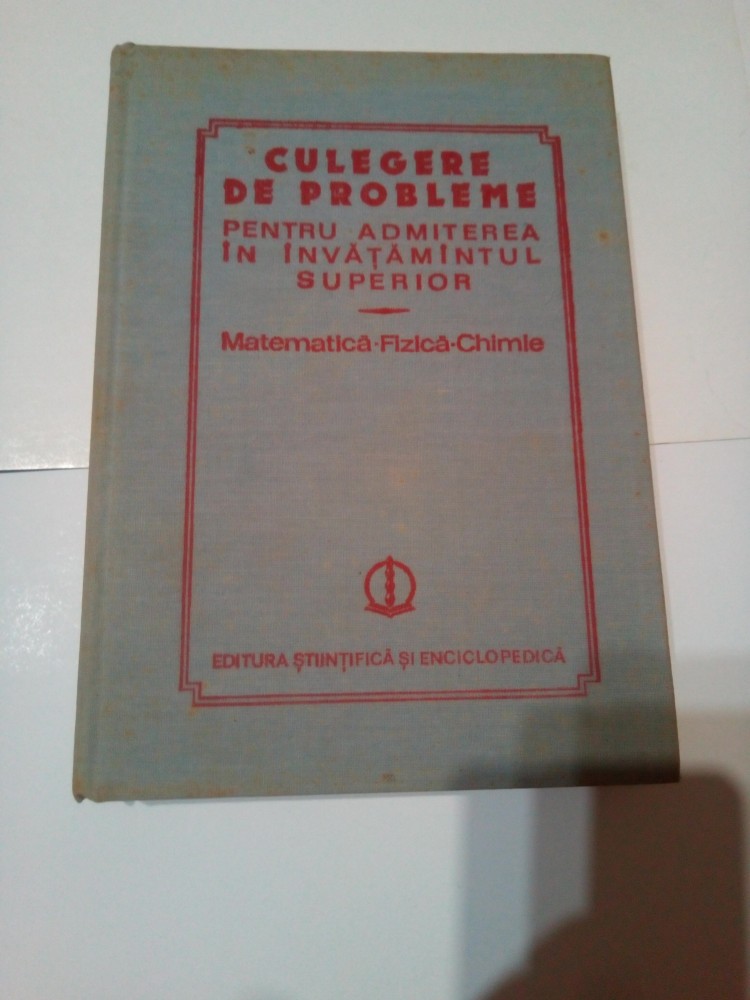 CULEGERE
DE PROBLEME
PENTRU ADMITEREA
ÎN ÎNVĂȚĂMÎNTUL
SUPERIOR
Matematică·Fizică·Chimie
EDITURA ȘTIINȚIFICĂ ȘI ENCICLOPEDICĂ